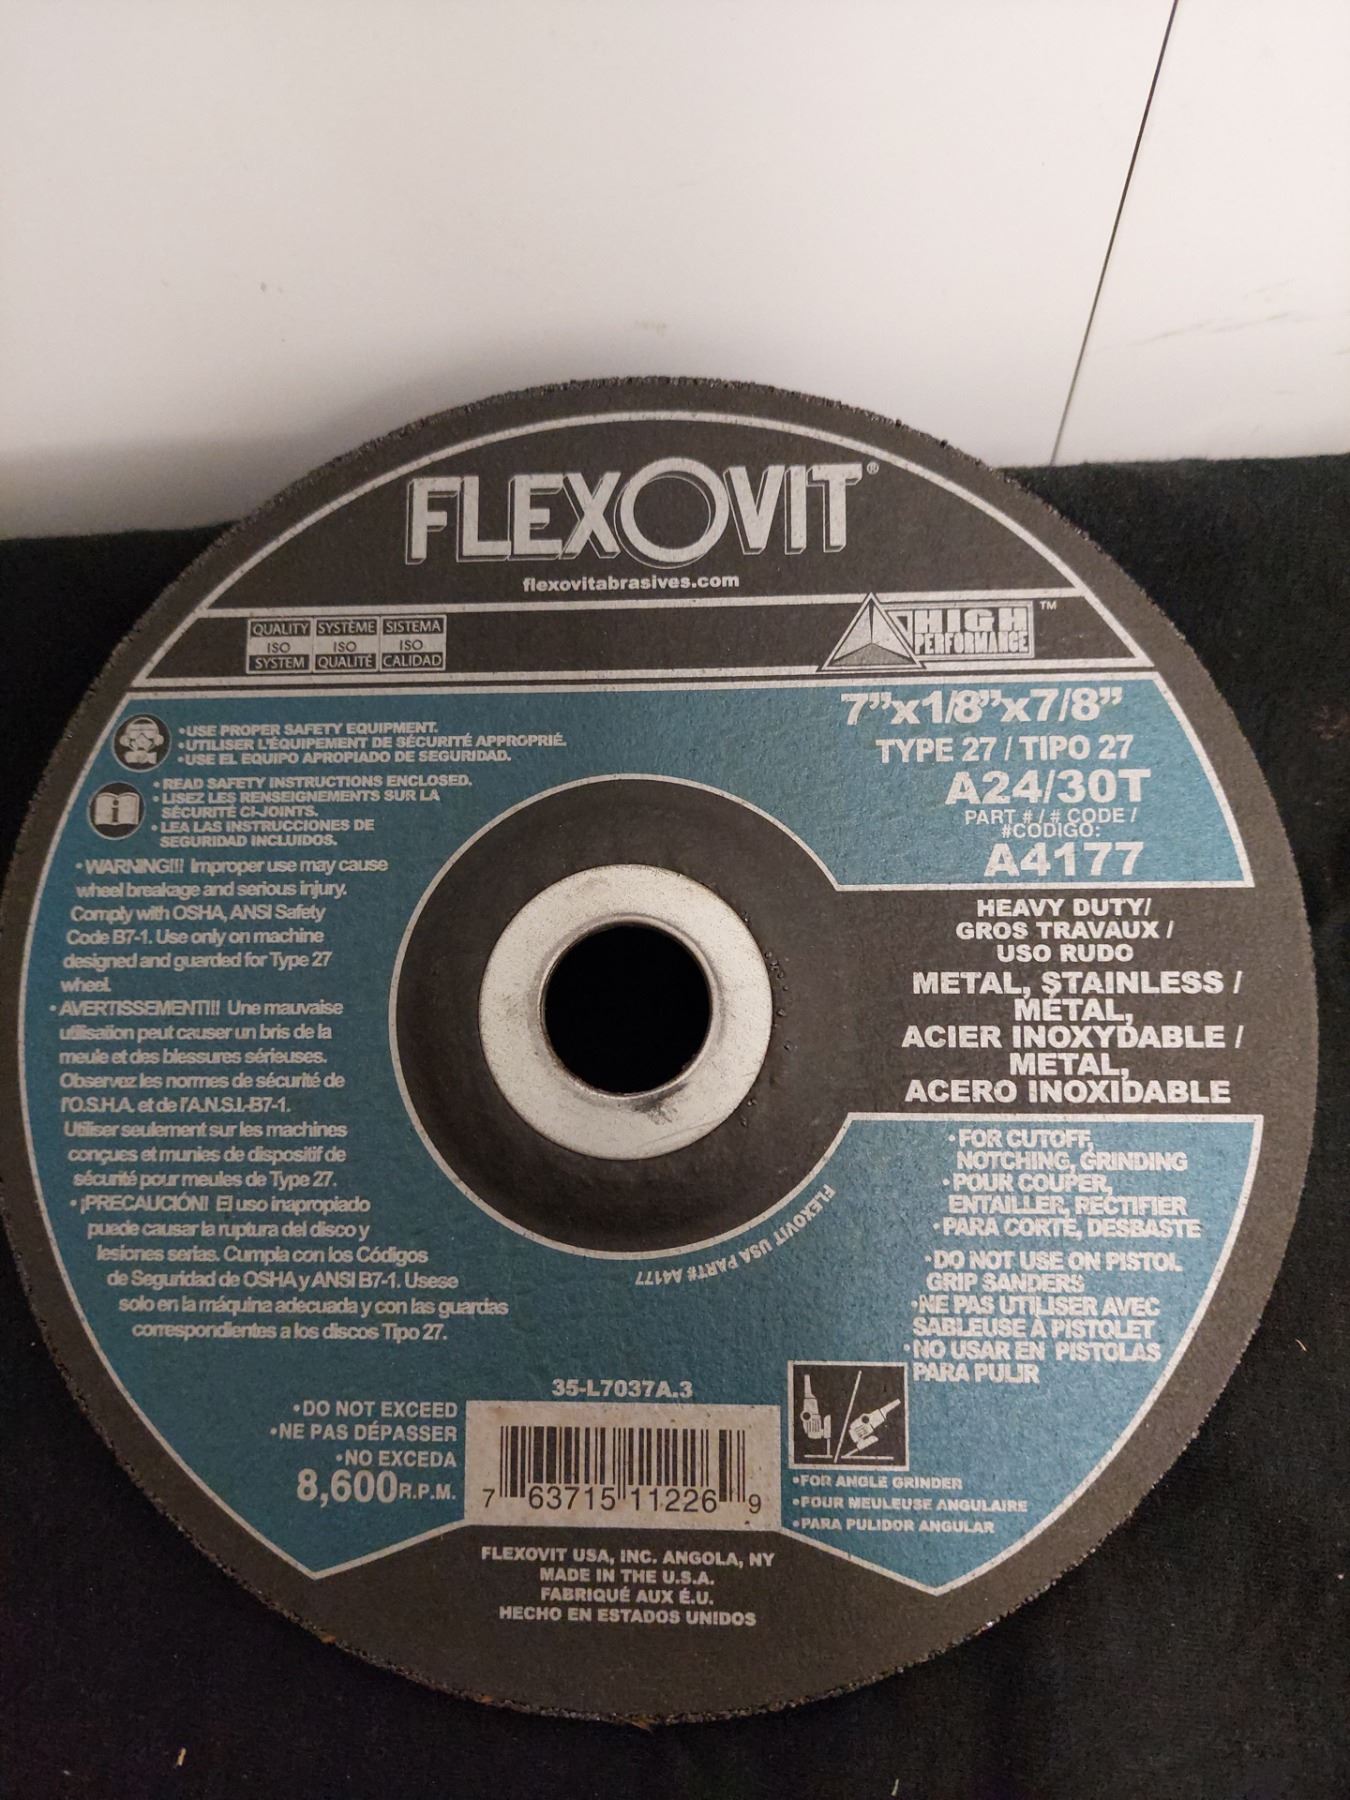 FLEXOVIT®
flexovitabrasives.com
QUALITY SYSTÈME SISTEMA
ISO ISO ISO
SYSTEM QUALITÉ CALIDAD
HIGH ™
PERFORMANCE
7”x1/8”x7/8”
TYPE 27 / TIPO 27
A24/30T
PART # / # CODE /
#CODIGO:
A4177
• USE PROPER SAFETY EQUIPMENT.
• UTILISER L'ÉQUIPEMENT DE SÉCURITÉ APPROPRIÉ.
• USE EL EQUIPO APROPIADO DE SEGURIDAD.
• READ SAFETY INSTRUCTIONS ENCLOSED.
• LISEZ LES RENSEIGNEMENTS SUR LA
SÉCURITÉ CI-JOINTS.
• LEA LAS INSTRUCCIONES DE
SEGURIDAD INCLUIDOS.
• WARNING!!! Improper use may cause
wheel breakage and serious injury.
Comply with OSHA, ANSI Safety
Code B7-1. Use only on machine
designed and guarded for Type 27
wheel.
• AVERTISSEMENT!!! Une mauvaise
utilisation peut causer un bris de la
meule et des blessures sérieuses.
Observez les normes de sécurité de
l'O.S.H.A. et de l'A.N.S.I.-B7-1.
Utiliser seulement sur les machines
conçues et munies de dispositif de
sécurité pour meules de Type 27.
• ¡PRECAUCIÓN! El uso inapropiado
puede causar la ruptura del disco y
lesiones serias. Cumpla con los Códigos
de Seguridad de OSHA y ANSI B7-1. Usese
solo en la máquina adecuada y con las guardas
correspondientes a los discos Tipo 27.
HEAVY DUTY/
GROS TRAVAUX /
USO RUDO
METAL, STAINLESS /
MÉTAL,
ACIER INOXYDABLE /
METAL,
ACERO INOXIDABLE
• FOR CUTOFF,
NOTCHING, GRINDING
• POUR COUPER,
ENTAILLER, RECTIFIER
• PARA CORTE, DESBASTE
• DO NOT USE ON PISTOL
GRIP SANDERS
• NE PAS UTILISER AVEC
SABLEUSE À PISTOLET
• NO USAR EN PISTOLAS
PARA PULIR
FLEXOVIT USA PART# A4177
• FOR ANGLE GRINDER
• POUR MEULEUSE ANGULAIRE
• PARA PULIDOR ANGULAR
35-L7037A.3
• DO NOT EXCEED
• NE PAS DÉPASSER
• NO EXCEDA
8,600 R.P.M.
7 63715 11226 9
FLEXOVIT USA, INC. ANGOLA, NY
MADE IN THE U.S.A.
FABRIQUÉ AUX É.U.
HECHO EN ESTADOS UNIDOS